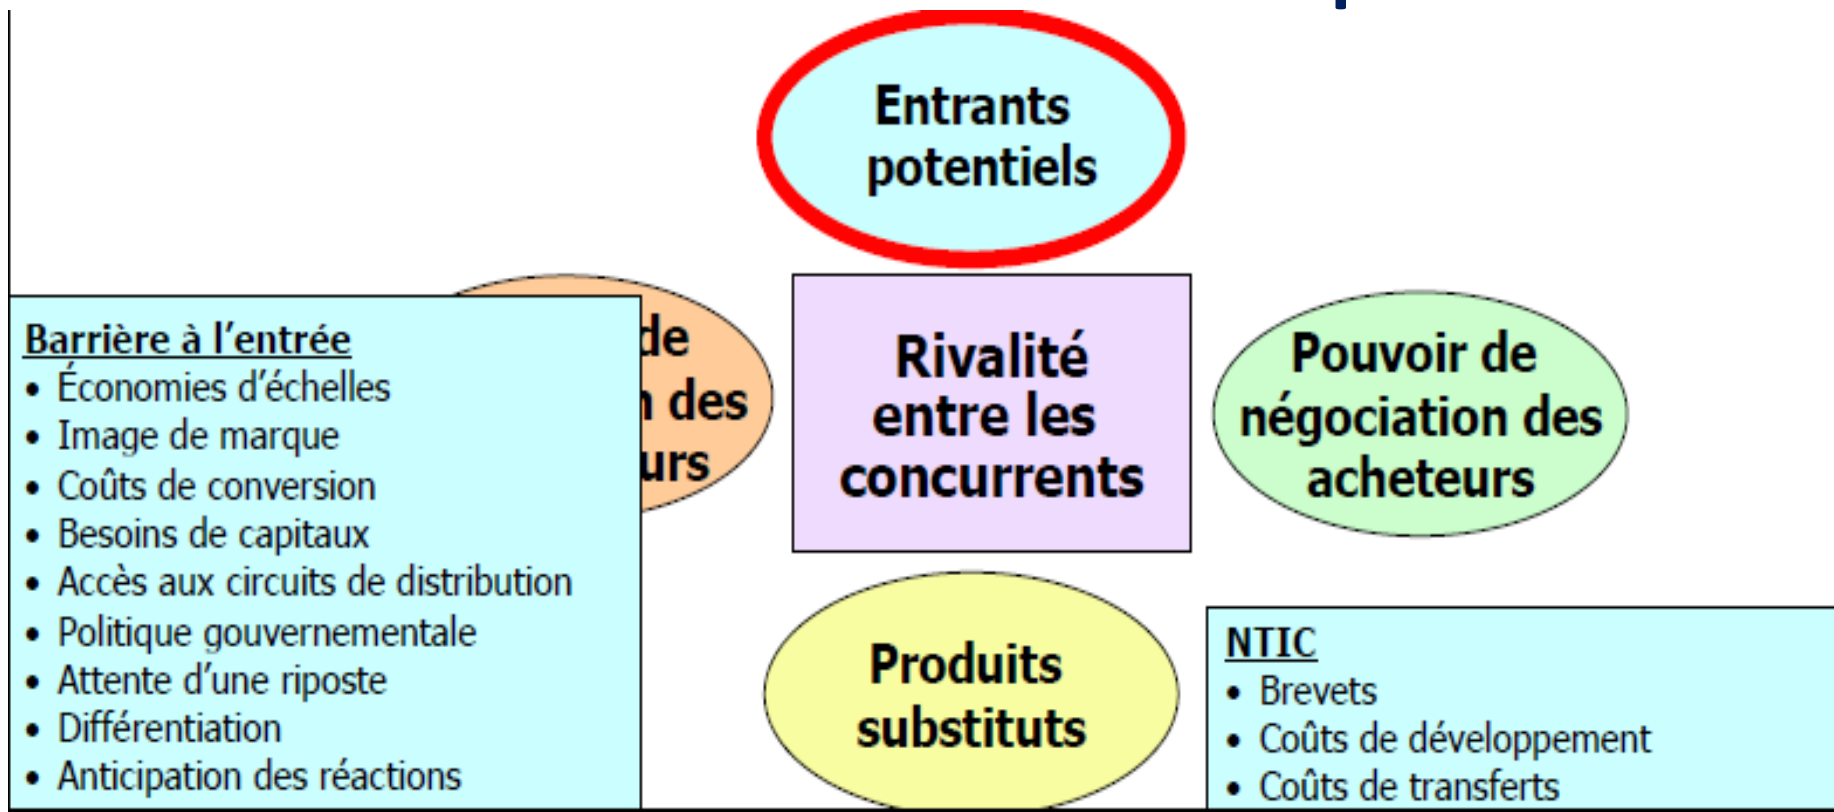 Entrants
potentiels
Barrière à l'entrée
• Économies d'échelles
• Image de marque
• Coûts de conversion
• Besoins de capitaux
• Accès aux circuits de distribution
• Politique gouvernementale
• Attente d'une riposte
• Différentiation
• Anticipation des réactions
de
des
Rivalité
entre les
concurrents
Pouvoir de
négociation des
acheteurs
Produits
substituts
NTIC
• Brevets
• Coûts de développement
• Coûts de transferts